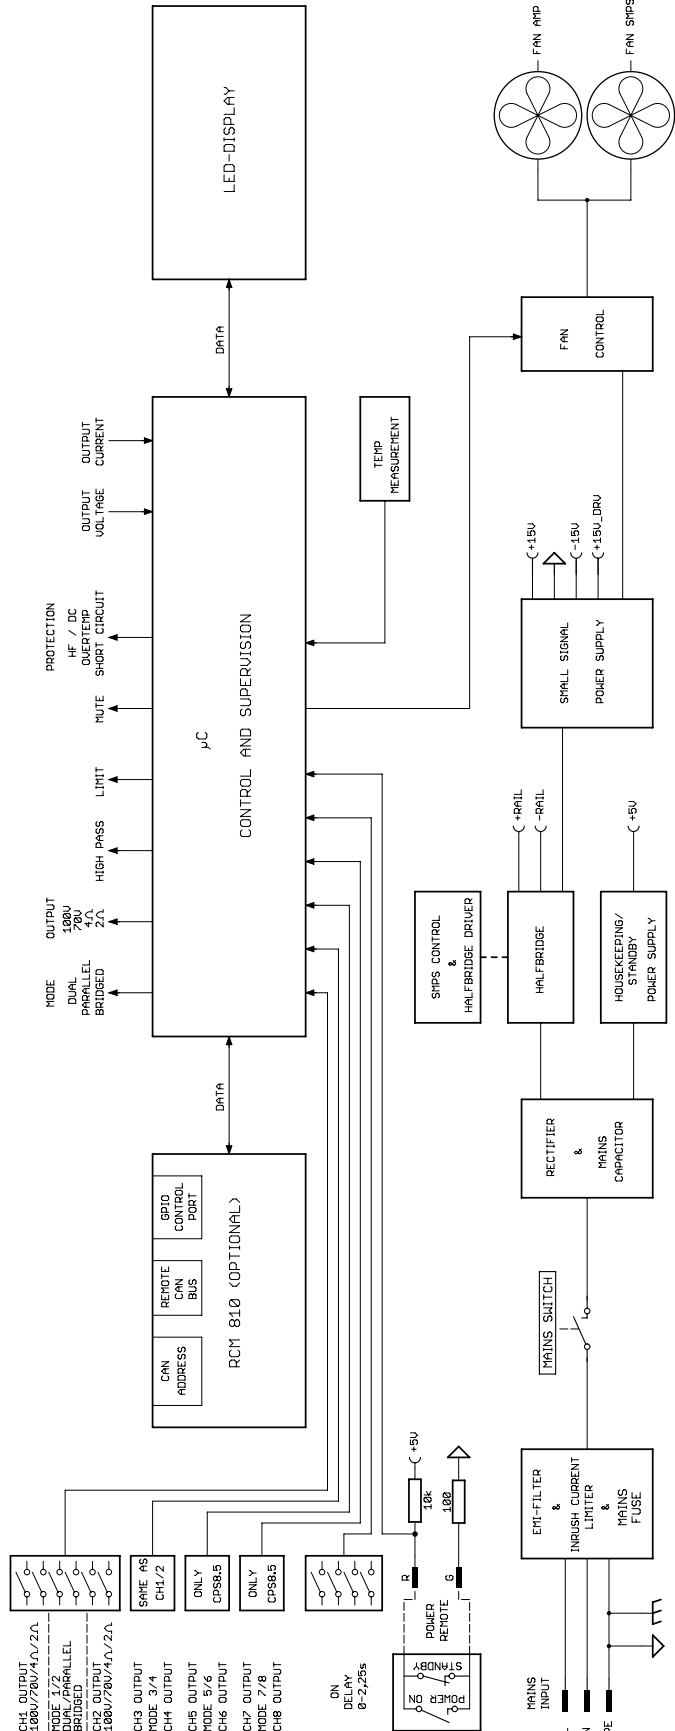 FAN AMP
FAN SMPS
LED-DISPLAY
DATA
FAN
CONTROL
OUTPUT
CURRENT
OUTPUT
VOLTAGE
PROTECTION
HF / DC
OVERTEMP
SHORT CIRCUIT
MUTE
LIMIT
HIGH PASS
OUTPUT
100V
70V
4Ω
2Ω
MODE
DUAL
PARALLEL
BRIDGED
µC
CONTROL AND SUPERVISION
TEMP
MEASUREMENT
+15V
-15V
+15V_DRV
SMALL SIGNAL
POWER SUPPLY
+RAIL
-RAIL
+5V
SMPS CONTROL
&
HALFBRIDGE DRIVER
HALFBRIDGE
HOUSEKEEPING/
STANDBY
POWER SUPPLY
DATA
RECTIFIER
&
MAINS
CAPACITOR
GPIO
CONTROL
PORT
REMOTE
CAN
BUS
CAN
ADDRESS
RCM 810 (OPTIONAL)
MAINS SWITCH
EMI-FILTER
&
INRUSH CURRENT
LIMITER
&
MAINS
FUSE
+5V
10k
100
R
G
POWER
REMOTE
POWER ON
STANDBY
SAME AS
CH1/2
ONLY
CPS8.5
ONLY
CPS8.5
CH1 OUTPUT
100V/70V/4Ω/2Ω
MODE 1/2
DUAL/PARALLEL
BRIDGED
CH2 OUTPUT
100V/70V/4Ω/2Ω
CH3 OUTPUT
MODE 3/4
CH4 OUTPUT
CH5 OUTPUT
MODE 5/6
CH6 OUTPUT
CH7 OUTPUT
MODE 7/8
CH8 OUTPUT
ON
DELAY
0-2,25s
MAINS
INPUT
N
PE